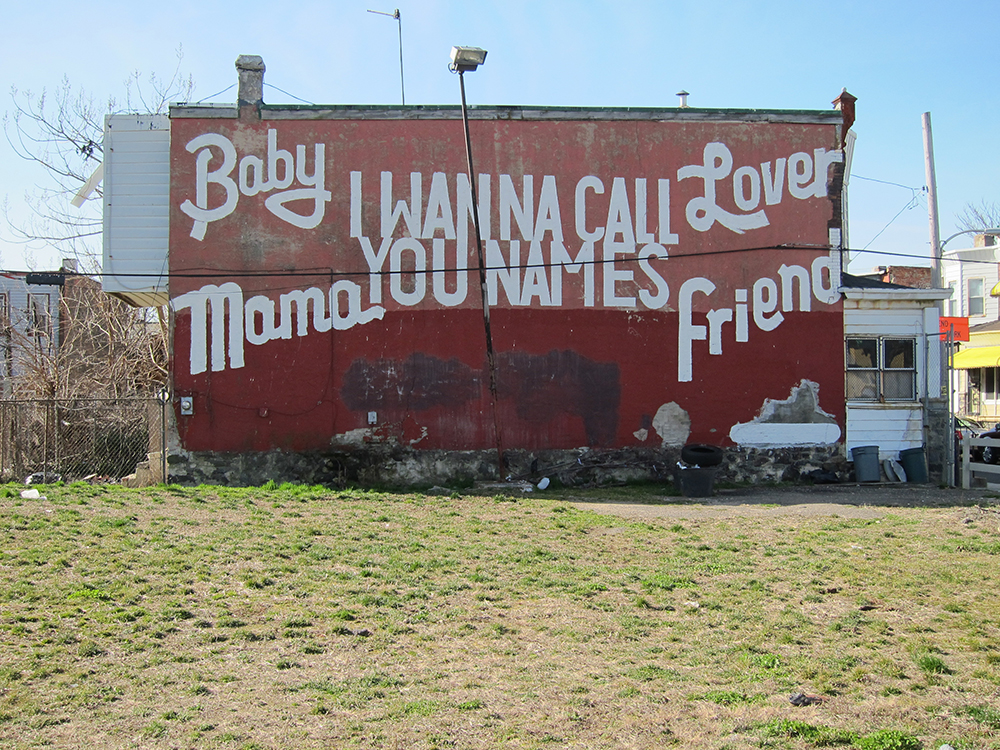 Baby
I WANNA CALL
Lover
YOU NAMES
Mama
Friend